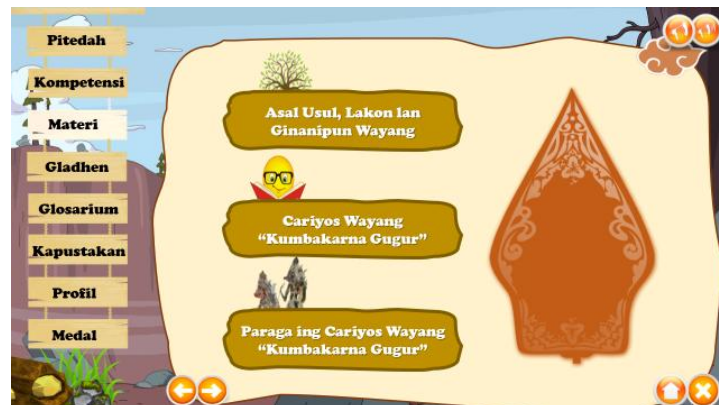 Pitedah
Kompetensi
Materi
Gladhen
Glosarium
Kapustakan
Profil
Medal
Asal Usul, Lakon lan
Ginanipun Wayang
Cariyos Wayang
“Kumbakarna Gugur”
Paraga ing Cariyos Wayang
“Kumbakarna Gugur”